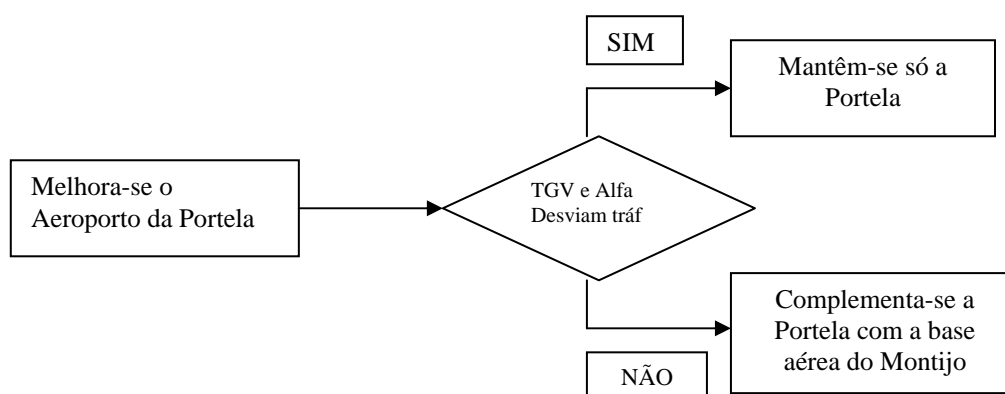 SIM
Mantêm-se só a
Portela
Melhora-se o
Aeroporto da Portela
TGV e Alfa
Desviam tráf
Complementa-se a
Portela com a base
aérea do Montijo
NÃO